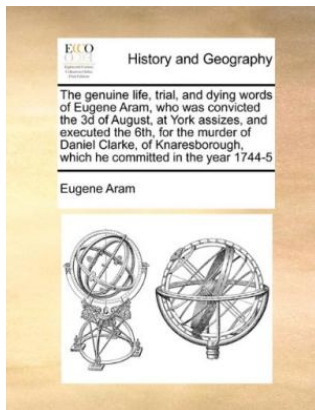 ECCO
History and Geography
The genuine life, trial, and dying words
of Eugene Aram, who was convicted
the 3d of August, at York assizes, and
executed the 6th, for the murder of
Daniel Clarke, of Knaresborough,
which he committed in the year 1744-5
Eugene Aram